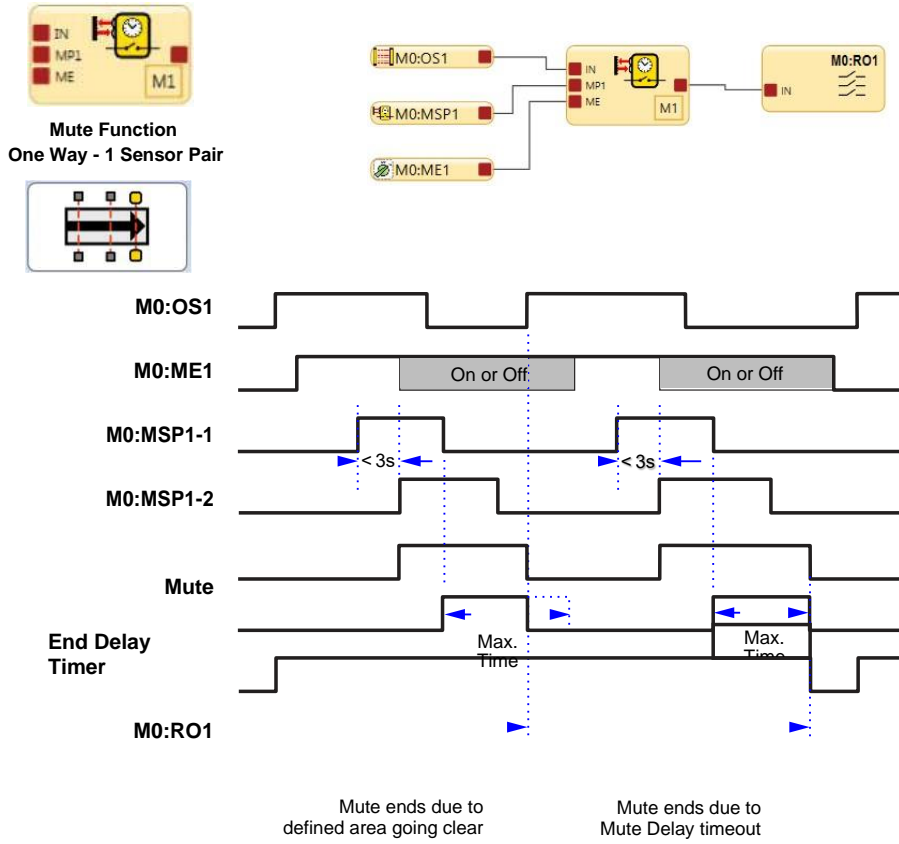 IN
MP1
ME
M1
Mute Function
One Way - 1 Sensor Pair
M0:OS1
M0:MSP1
M0:ME1
IN
MP1
ME
M1
M0:RO1
IN
M0:OS1
M0:ME1
On or Off
On or Off
M0:MSP1-1
< 3s
< 3s
M0:MSP1-2
Mute
End Delay
Timer
Max.
Time
Max.
Time
M0:RO1
Mute ends due to
defined area going clear
Mute ends due to
Mute Delay timeout